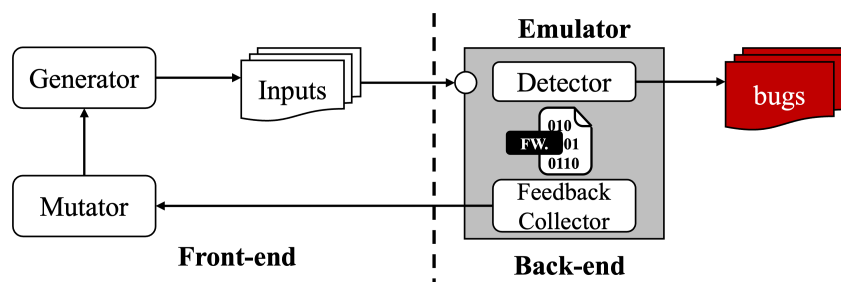 Emulator
Generator
Inputs
Detector
bugs
010
FW. 01
0110
Mutator
Feedback
Collector
Front-end
Back-end